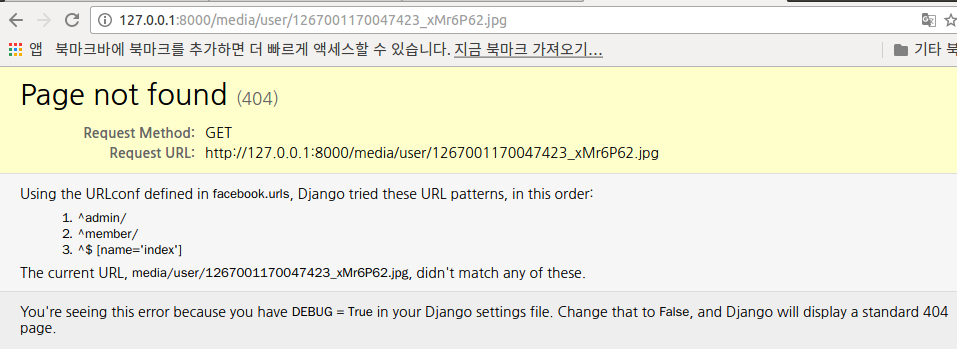 127.0.0.1:8000/media/user/1267001170047423_xMr6P62.jpg
앱 북마크바에 북마크를 추가하면 더 빠르게 액세스할 수 있습니다. 지금 북마크 가져오기... 기타 북
Page not found (404)
Request Method: GET
Request URL: http://127.0.0.1:8000/media/user/1267001170047423_xMr6P62.jpg
Using the URLconf defined in facebook.urls, Django tried these URL patterns, in this order:
1. ^admin/
2. ^member/
3. ^$ [name='index']
The current URL, media/user/1267001170047423_xMr6P62.jpg, didn't match any of these.
You're seeing this error because you have DEBUG = True in your Django settings file. Change that to False, and Django will display a standard 404
page.